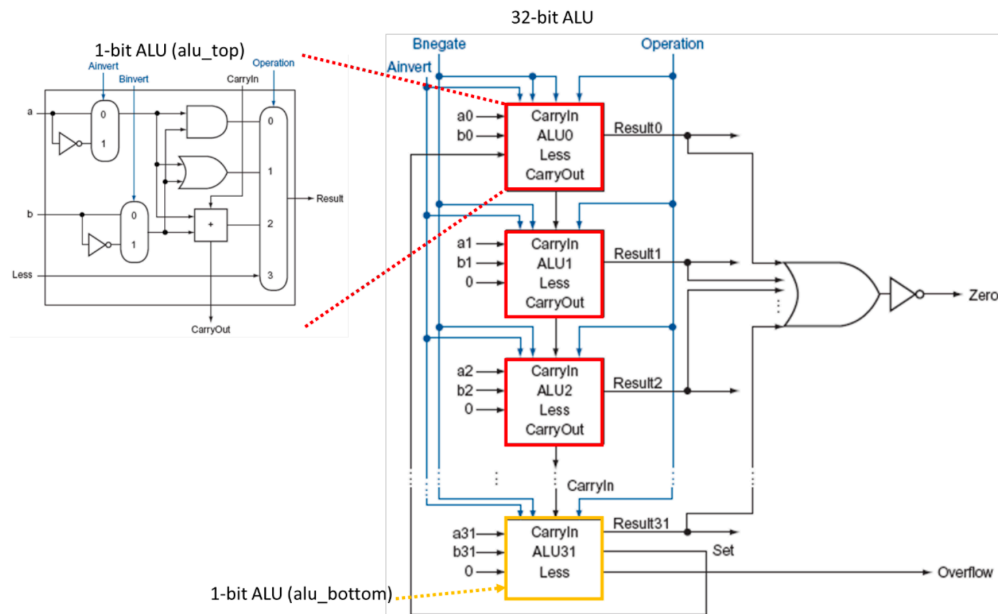 32-bit ALU
1-bit ALU (alu_top)
Ainvert
Binvert
CarryIn
Operation
a
0
1
b
0
1
Less
+
0
1
2
3
Result
CarryOut
Bnegate
Ainvert
Operation
a0
b0
CarryIn
ALU0
Less
CarryOut
Result0
a1
b1
0
CarryIn
ALU1
Less
CarryOut
Result1
a2
b2
0
CarryIn
ALU2
Less
CarryOut
Result2
Zero
CarryIn
a31
b31
0
CarryIn
ALU31
Less
Result31
Set
Overflow
1-bit ALU (alu_bottom)